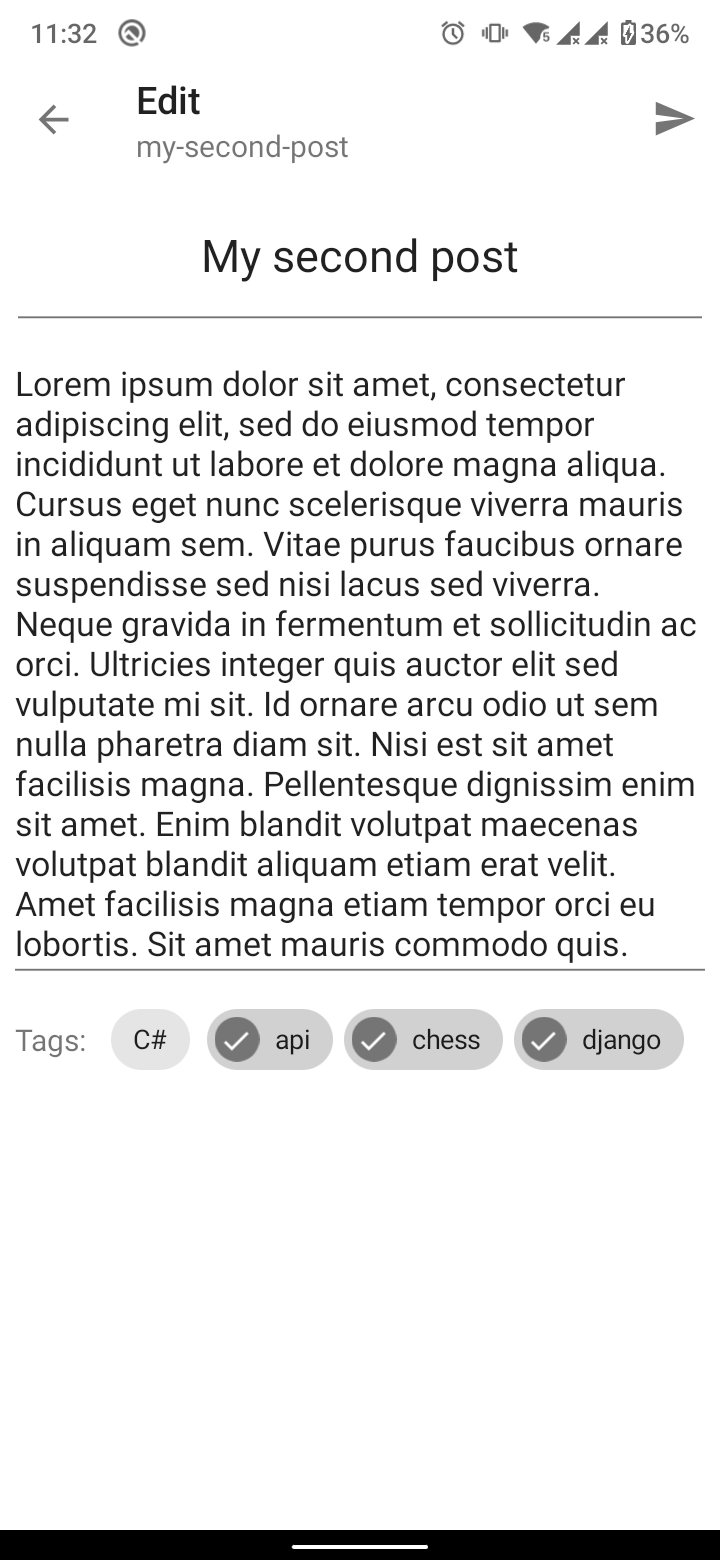 11:32
5
36%
Edit
my-second-post
My second post
Lorem ipsum dolor sit amet, consectetur
adipiscing elit, sed do eiusmod tempor
incididunt ut labore et dolore magna aliqua.
Cursus eget nunc scelerisque viverra mauris
in aliquam sem. Vitae purus faucibus ornare
suspendisse sed nisi lacus sed viverra.
Neque gravida in fermentum et sollicitudin ac
orci. Ultricies integer quis auctor elit sed
vulputate mi sit. Id ornare arcu odio ut sem
nulla pharetra diam sit. Nisi est sit amet
facilisis magna. Pellentesque dignissim enim
sit amet. Enim blandit volutpat maecenas
volutpat blandit aliquam etiam erat velit.
Amet facilisis magna etiam tempor orci eu
lobortis. Sit amet mauris commodo quis.
Tags: C# api chess django